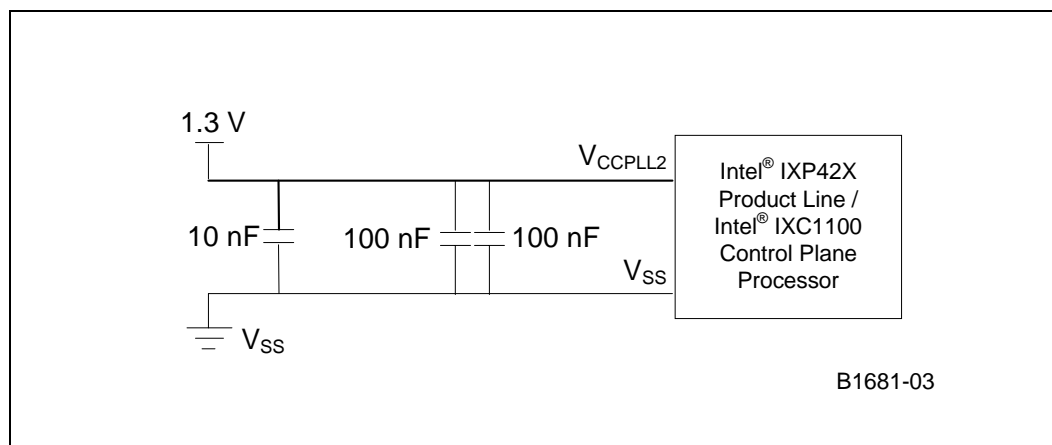 1.3 V
VCCPLL2
Intel® IXP42X
Product Line /
Intel® IXC1100
Control Plane
Processor
10 nF
100 nF
100 nF
VSS
VSS
B1681-03